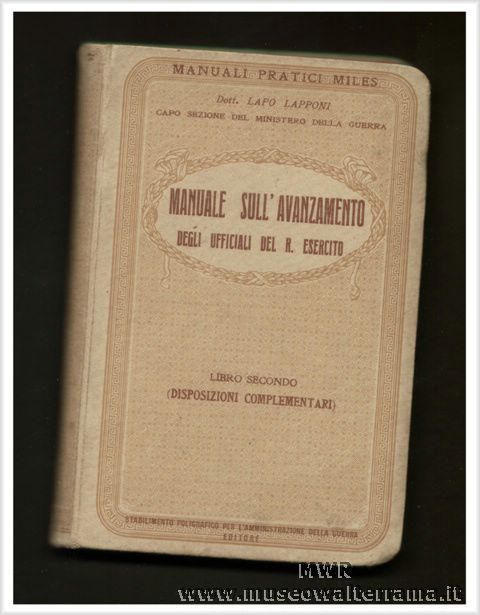 MANUALI PRATICI MILES
Dott. LAPO LAPPONI
CAPO SEZIONE DEL MINISTERO DELLA GUERRA
MANUALE SULL'AVANZAMENTO
DEGLI UFFICIALI DEL R. ESERCITO
LIBRO SECONDO
(DISPOSIZIONI COMPLEMENTARI)
STABILIMENTO POLIGRAFICO PER L'AMMINISTRAZIONE DELLA GUERRA
EDITORE
MWR
www.museowalterrama.it